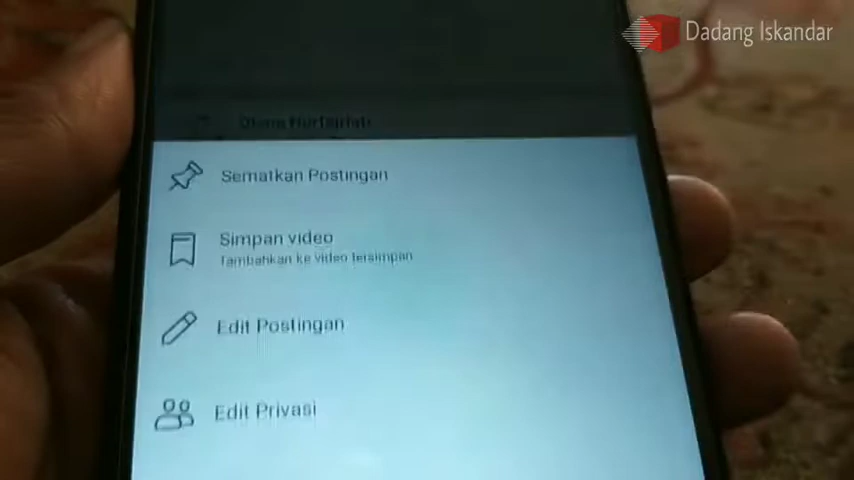 Dadang Iskandar
Sematkan Postingan
Simpan video
Tambahkan ke video tersimpan
Edit Postingan
Edit Privasi